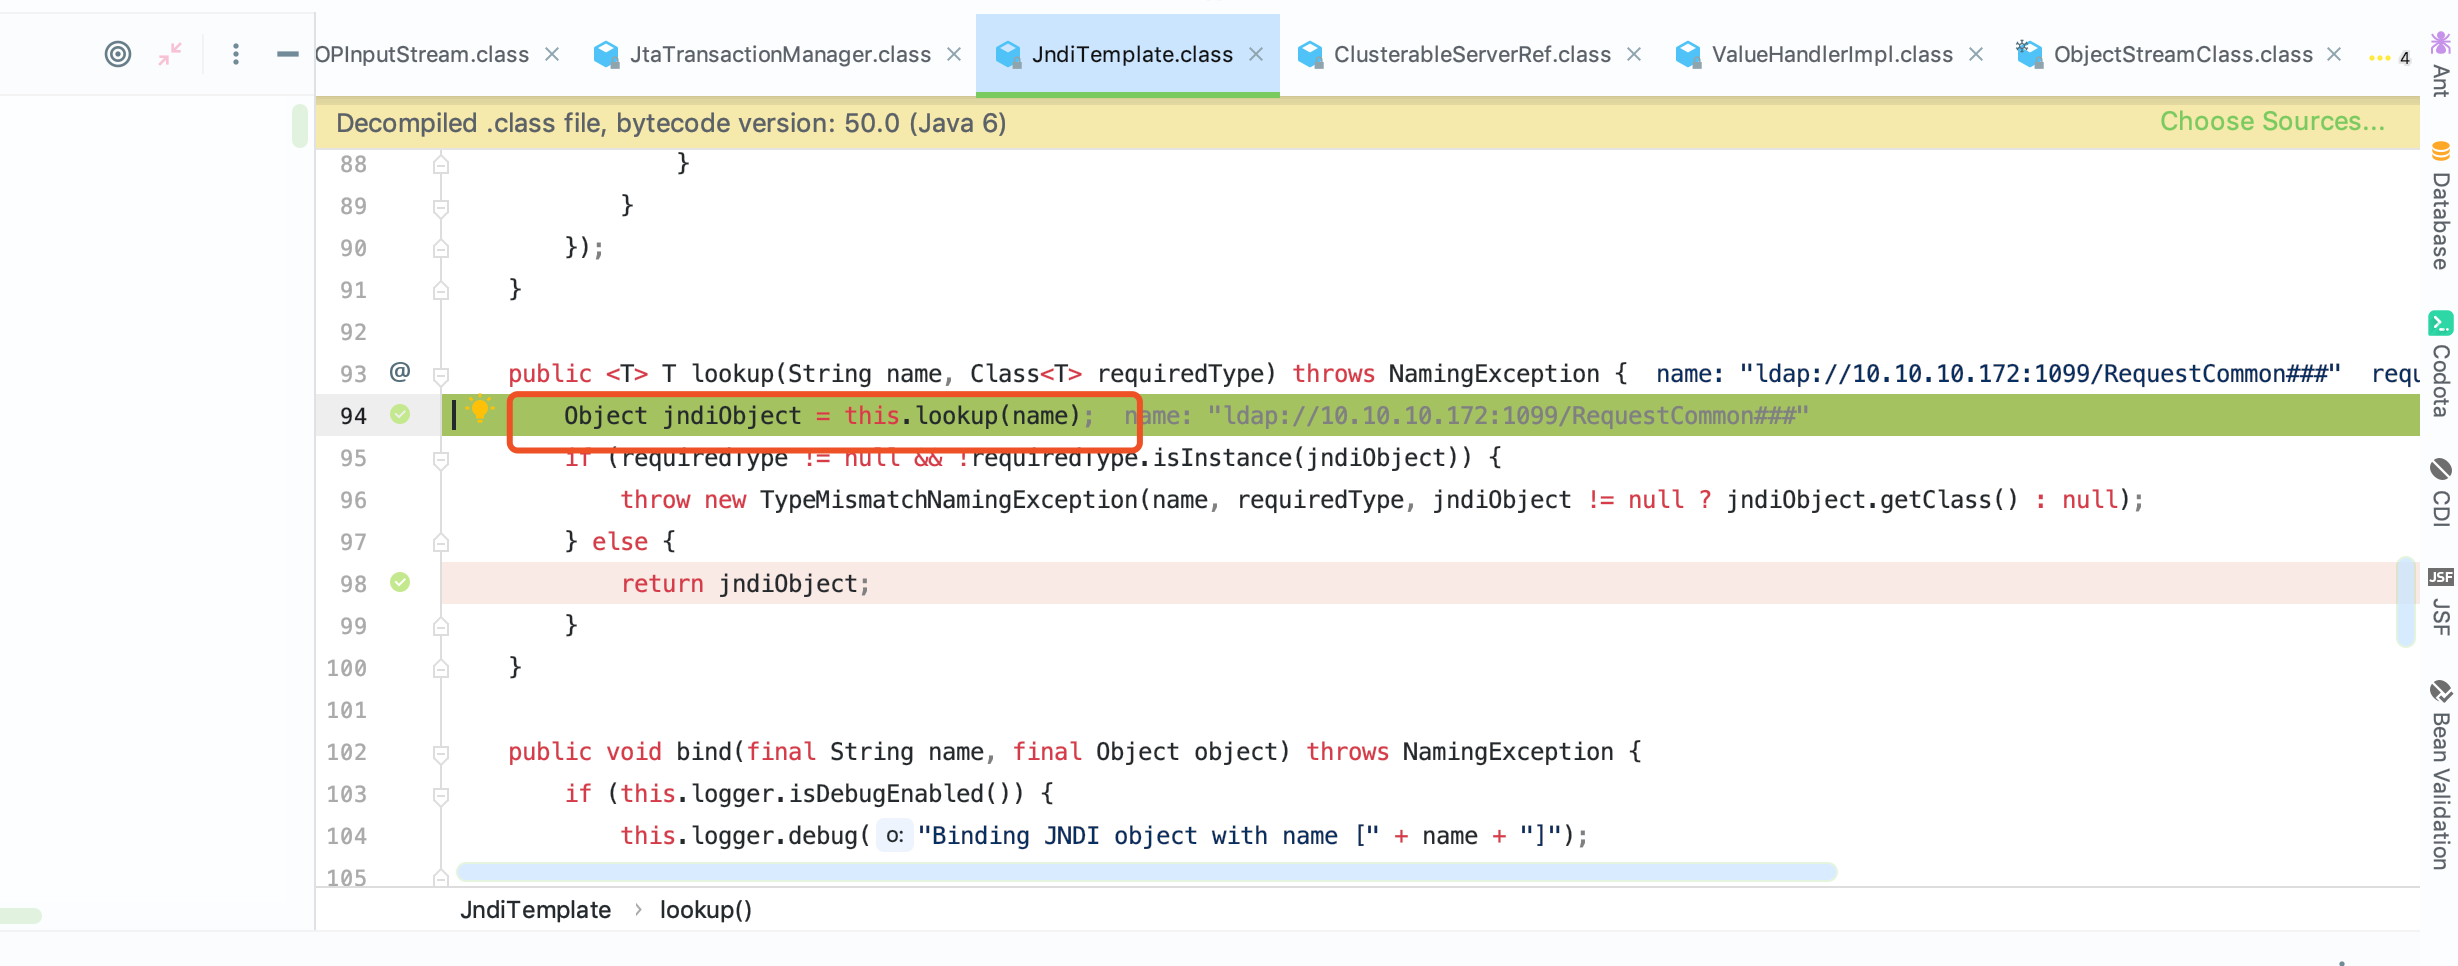 OPInputStream.class JtaTransactionManager.class JndiTemplate.class ClusterableServerRef.class ValueHandlerImpl.class ObjectStreamClass.class 4
Decompiled .class file, bytecode version: 50.0 (Java 6) Choose Sources...
88 }
89 }
90 });
91 }
92
93 @ public <T> T lookup(String name, Class<T> requiredType) throws NamingException { name: "ldap://10.10.10.172:1099/RequestCommon###" requ
94 Object jndiObject = this.lookup(name); name: "ldap://10.10.10.172:1099/RequestCommon###"
95 if (requiredType != null && !requiredType.isInstance(jndiObject)) {
96 throw new TypeMismatchNamingException(name, requiredType, jndiObject != null ? jndiObject.getClass() : null);
97 } else {
98 return jndiObject;
99 }
100 }
101
102 public void bind(final String name, final Object object) throws NamingException {
103 if (this.logger.isDebugEnabled()) {
104 this.logger.debug( o: "Binding JNDI object with name [" + name + "]");
105
JndiTemplate › lookup()
Ant
Database
Codota
CDI
JSF JSF
Bean Validation